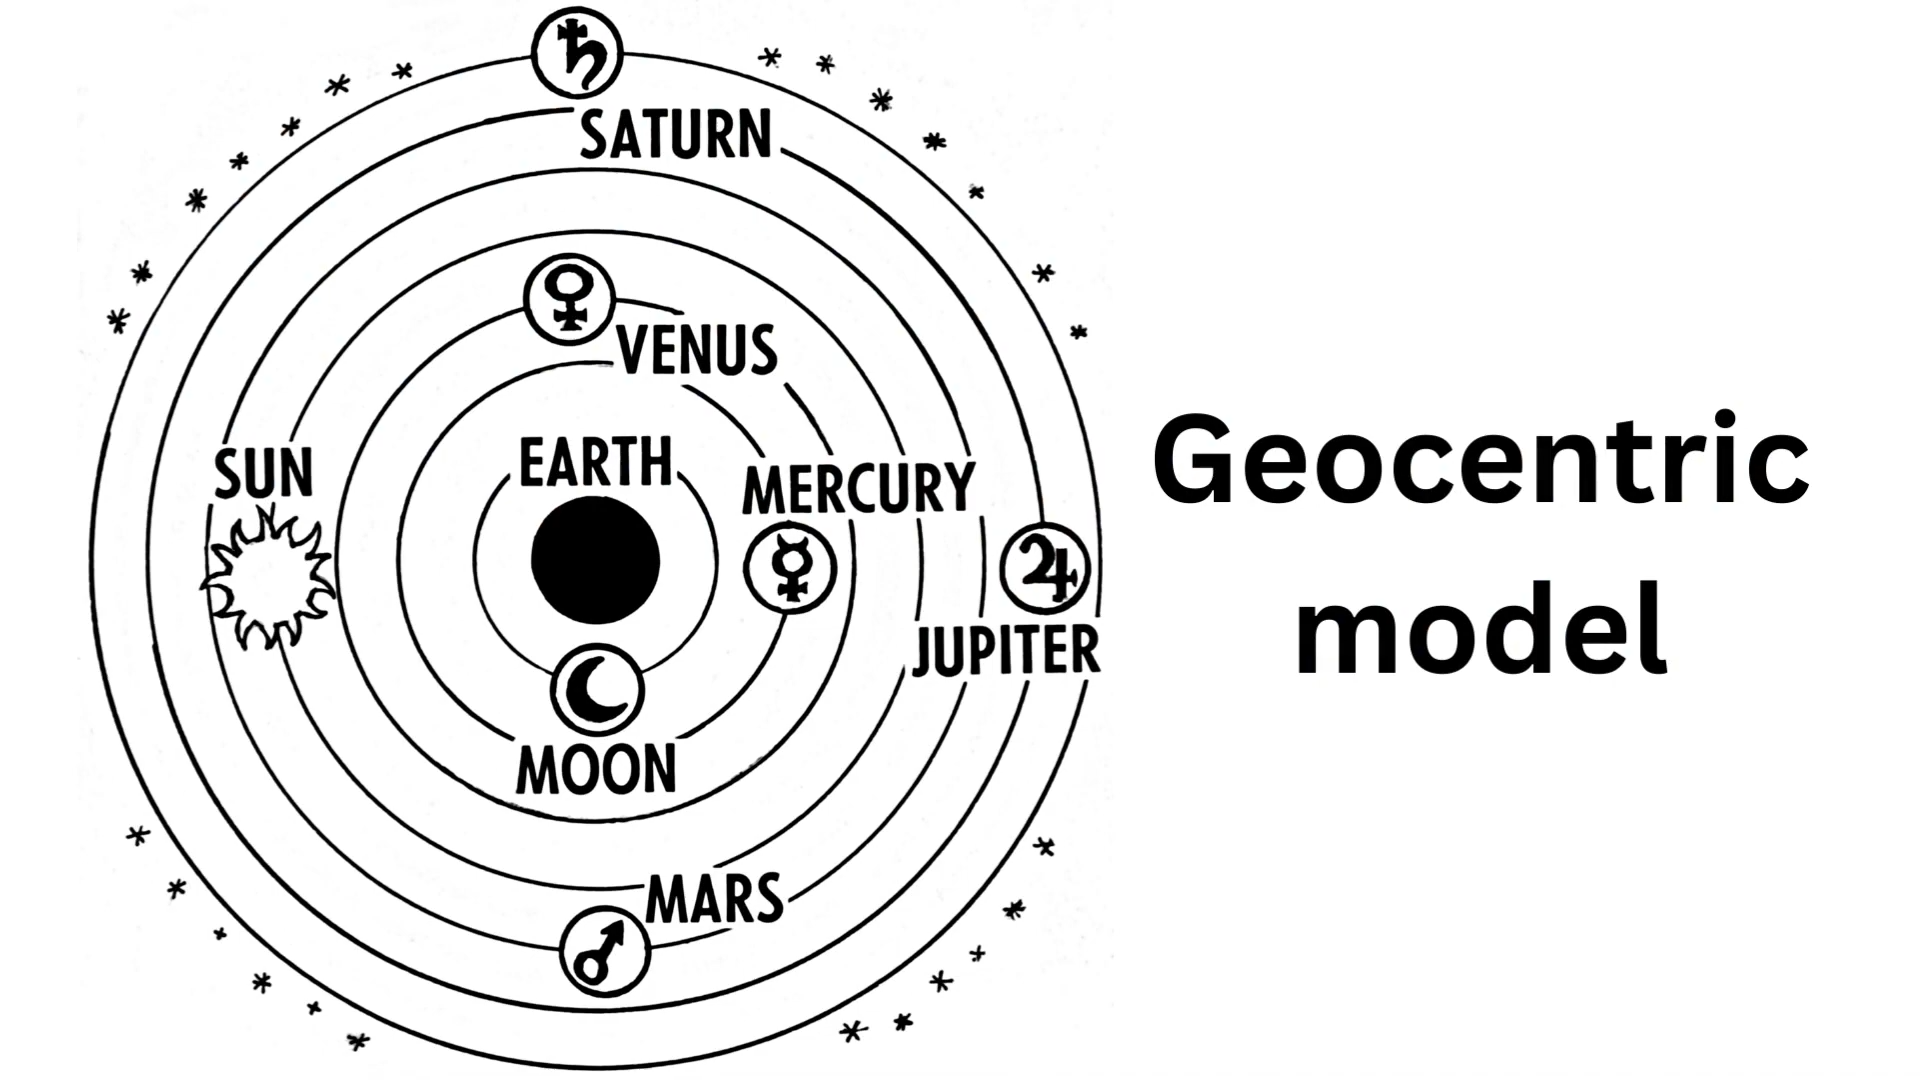 SATURN
VENUS
SUN
EARTH
MERCURY
JUPITER
MOON
MARS
Geocentric
model